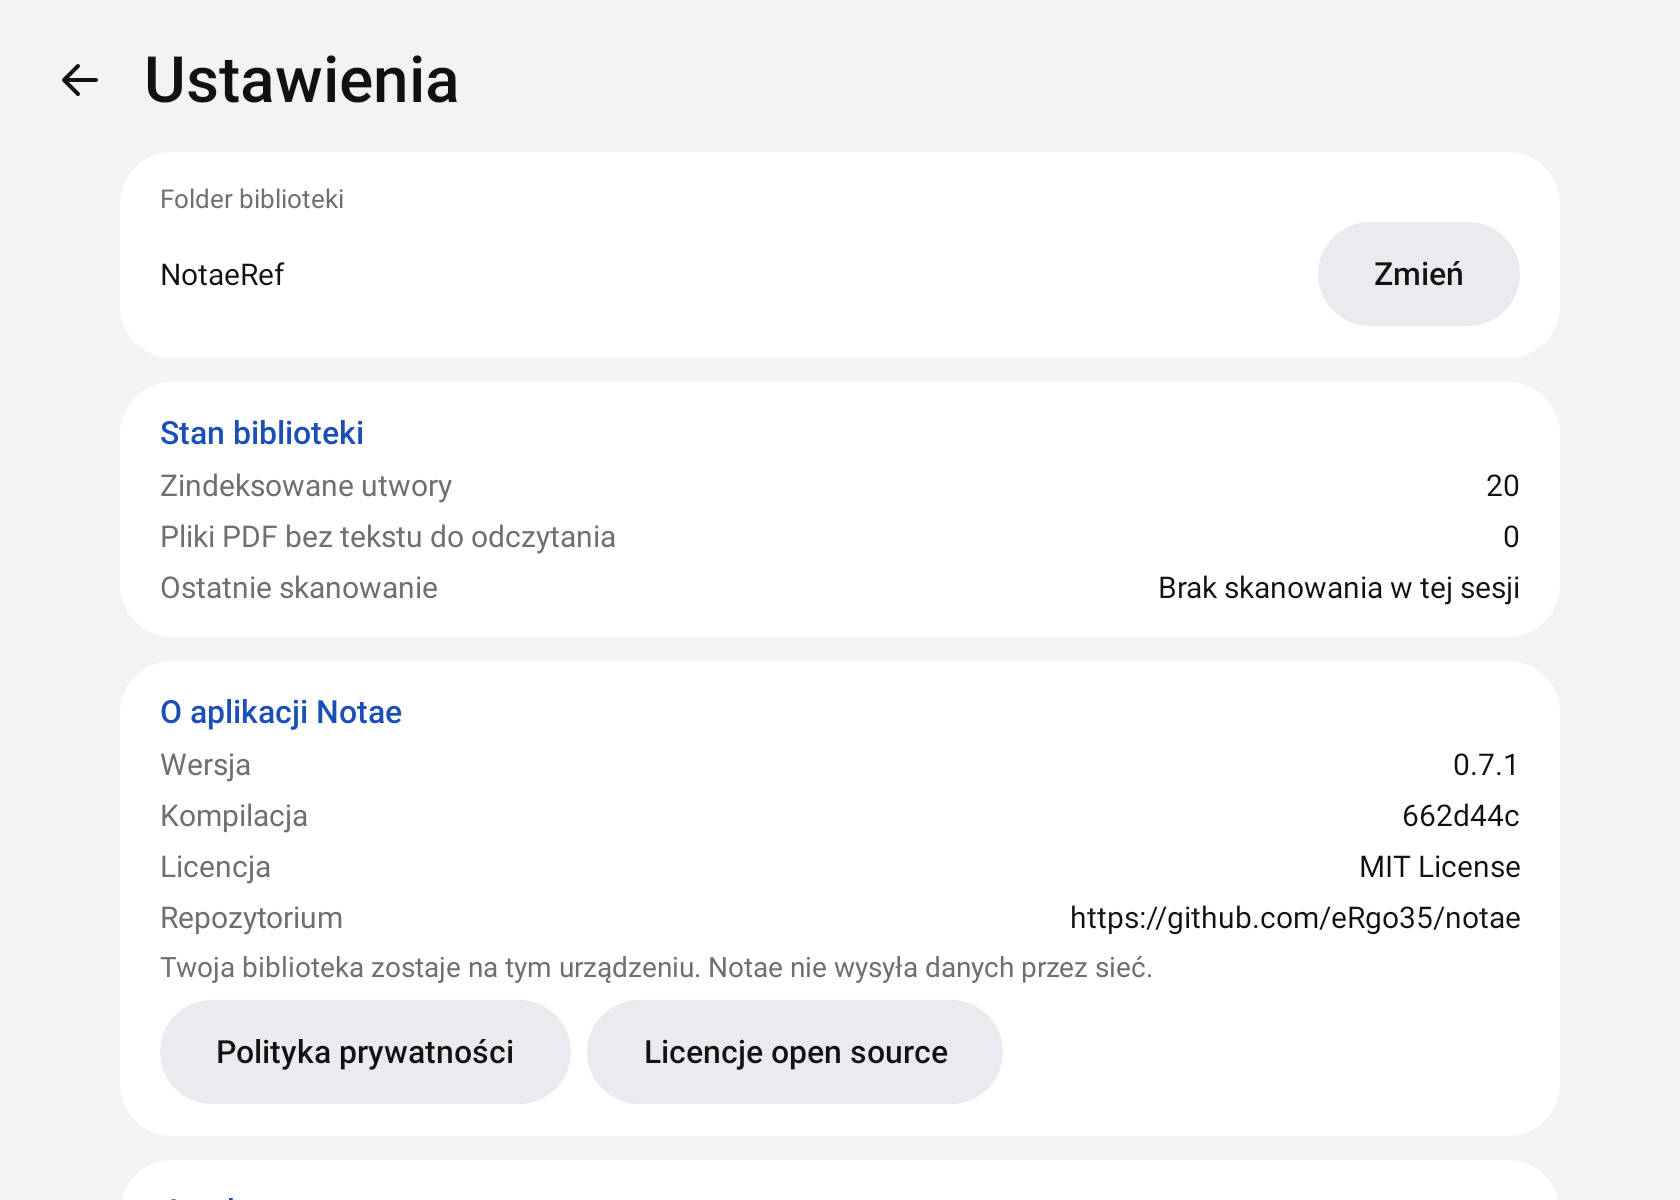 Ustawienia
Folder biblioteki
NotaeRef
Zmień
Stan biblioteki
Zindeksowane utwory 20
Pliki PDF bez tekstu do odczytania 0
Ostatnie skanowanie Brak skanowania w tej sesji
O aplikacji Notae
Wersja 0.7.1
Kompilacja 662d44c
Licencja MIT License
Repozytorium https://github.com/eRgo35/notae
Twoja biblioteka zostaje na tym urządzeniu. Notae nie wysyła danych przez sieć.
Polityka prywatności Licencje open source